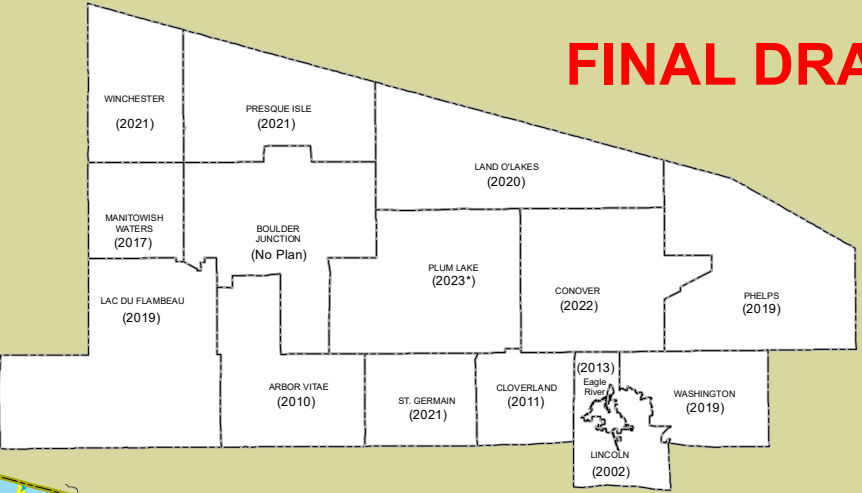 FINAL DRA
WINCHESTER
(2021)
PRESQUE ISLE
(2021)
LAND O'LAKES
(2020)
MANITOWISH
WATERS
(2017)
BOULDER
JUNCTION
(No Plan)
PLUM LAKE
(2023*)
CONOVER
(2022)
PHELPS
(2019)
LAC DU FLAMBEAU
(2019)
ARBOR VITAE
(2010)
ST. GERMAIN
(2021)
CLOVERLAND
(2011)
(2013)
Eagle
River
WASHINGTON
(2019)
LINCOLN
(2002)